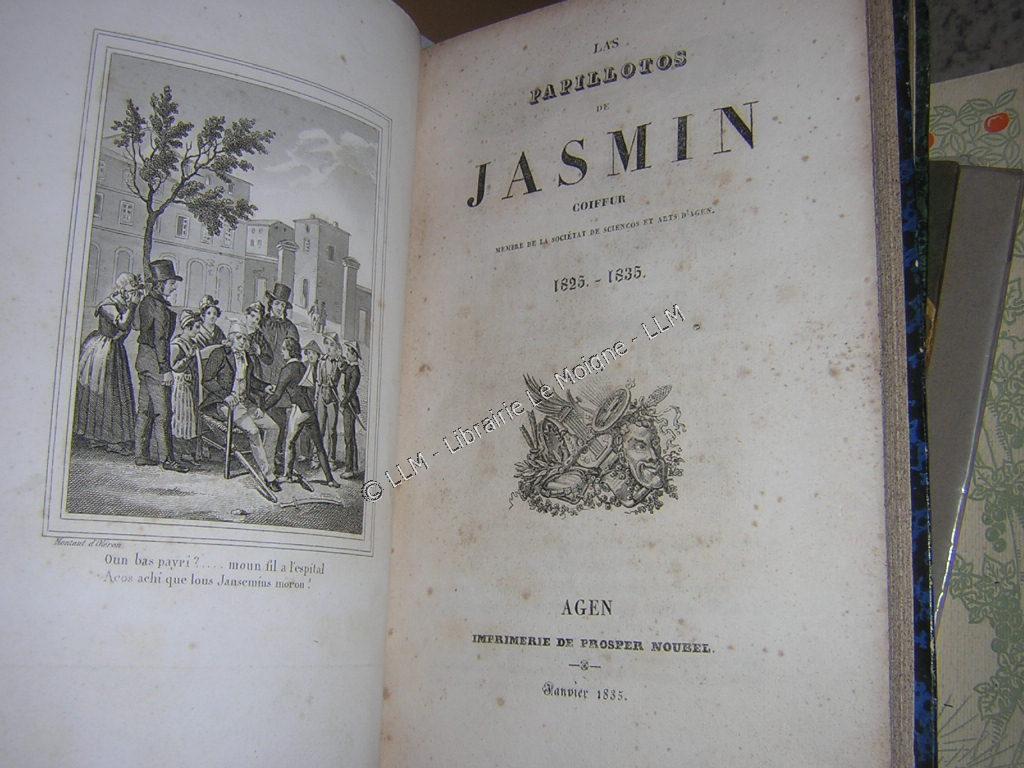 Montaut d'Oléron
Oun bas payri ?.... moun fil a l'espital
Acos achi que lous Jansemins moron !
LAS
PAPILLOTOS
DE
JASMIN
COIFFUR
MEMBRE DE LA SOCIÉTAT DE SCIENCOS ET ARTS D'AGEN.
1825. - 1835.
© LLM - Librairie Le Moigne - LLM
AGEN
IMPRIMERIE DE PROSPER NOUBEL.
Janvier 1835.